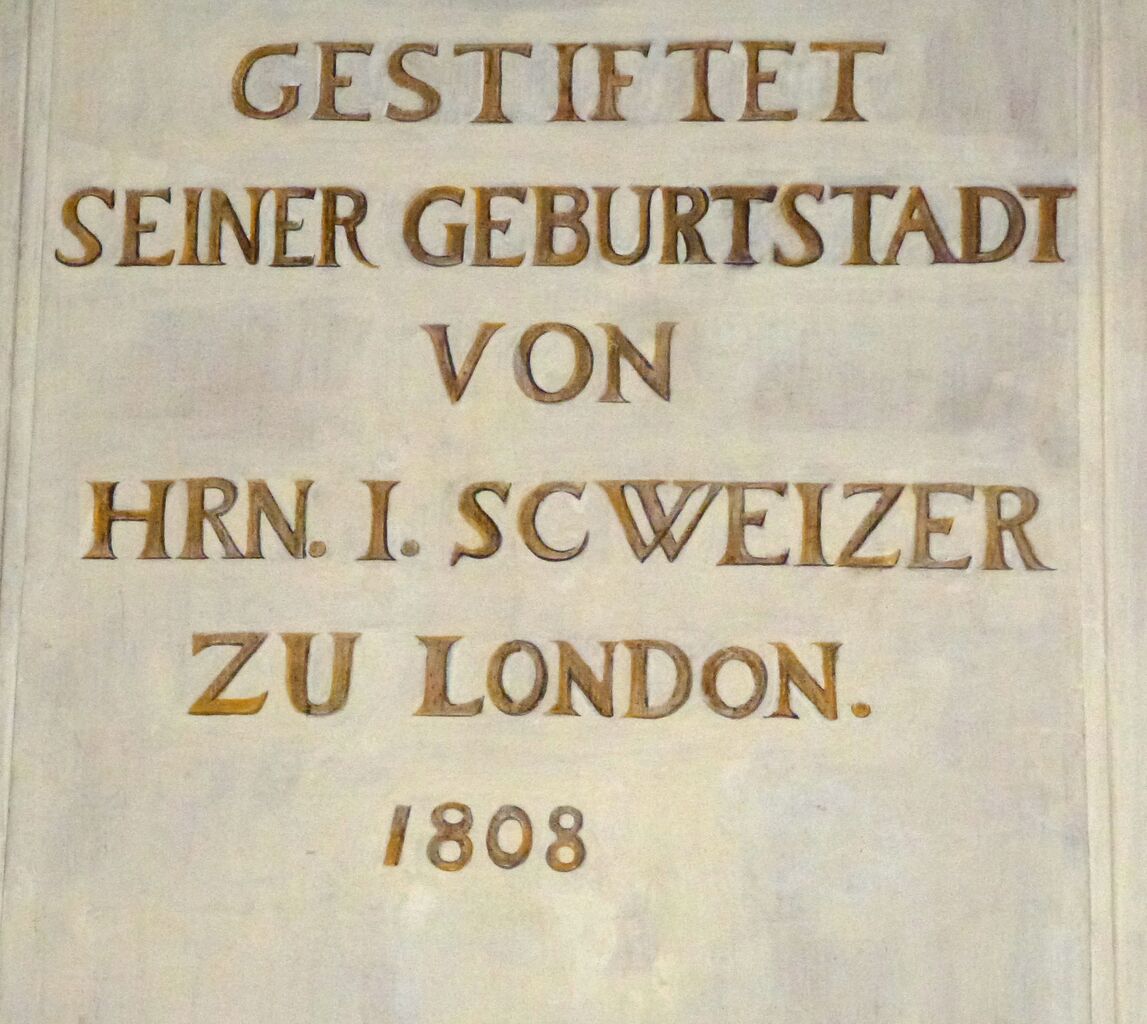 GESTIFTET
SEINER GEBURTSTADT
VON
HRN. I. SCWEIZER
ZU LONDON.
1808